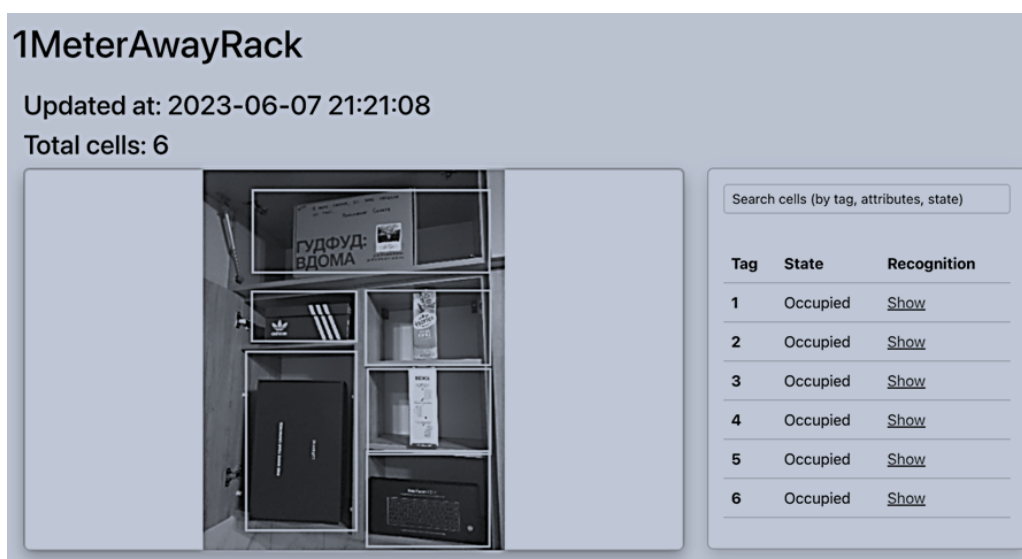 1MeterAwayRack
Updated at: 2023-06-07 21:21:08
Total cells: 6
ГУДФУД:
ВДОМА
Search cells (by tag, attributes, state)
Tag State Recognition
1 Occupied Show
2 Occupied Show
3 Occupied Show
4 Occupied Show
5 Occupied Show
6 Occupied Show